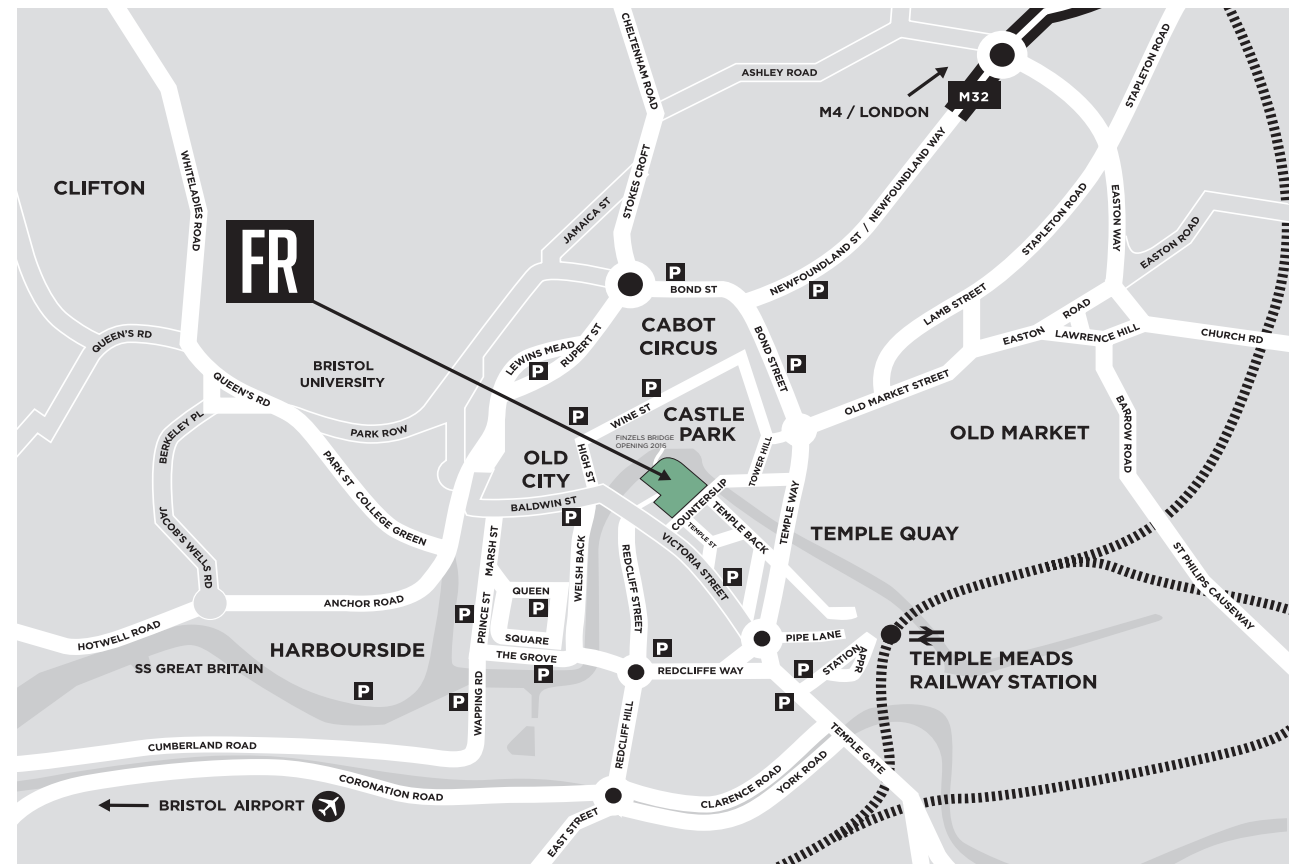 CHELTENHAM ROAD
ASHLEY ROAD
M4 / LONDON
M32
STAPLETON ROAD
CLIFTON
WHITELADIES ROAD
FR
JAMAICA ST
STOKES CROFT
NEWFOUNDLAND ST / NEWFOUNDLAND WAY
STAPLETON ROAD
EASTON WAY
EASTON ROAD
P
BOND ST
P
LAMB STREET
QUEEN'S RD
BRISTOL
UNIVERSITY
LEWINS MEAD
RUPERT ST
P
CABOT
CIRCUS
BOND STREET
P
EASTON ROAD
LAWRENCE HILL
CHURCH RD
QUEEN'S RD
BERKELEY PL
PARK ROW
P
P
WINE ST
CASTLE
PARK
FINZELS BRIDGE
OPENING 2016
OLD MARKET STREET
OLD MARKET
BARROW ROAD
PARK ST
COLLEGE GREEN
OLD
CITY
HIGH ST
TOWER HILL
JACOB'S WELLS RD
BALDWIN ST
P
COUNTERSLIP
TEMPLE ST
TEMPLE BACK
TEMPLE WAY
TEMPLE QUAY
MARSH ST
WELSH BACK
REDCLIFF STREET
VICTORIA STREET
P
ST PHILIPS CAUSEWAY
ANCHOR ROAD
HOTWELL ROAD
HARBOURSIDE
SS GREAT BRITAIN
P
PRINCE ST
QUEEN
P
SQUARE
THE GROVE
P
P
REDCLIFFE WAY
PIPE LANE
P
STATION APPR
TEMPLE MEADS
RAILWAY STATION
P
P
WAPPING RD
P
REDCLIFF HILL
CUMBERLAND ROAD
TEMPLE GATE
CORONATION ROAD
CLARENCE ROAD
YORK ROAD
BRISTOL AIRPORT
EAST STREET